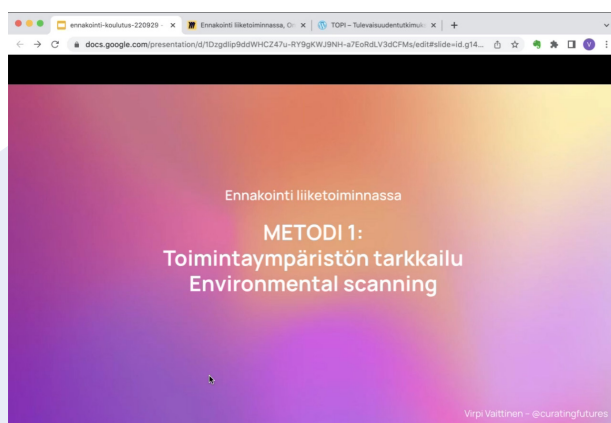 ennakointi-koulutus-220929 -
Ennakointi liiketoiminnassa, O
TOPI – Tulevaisuudentutkimuk
docs.google.com/presentation/d/1Dzgdlip9ddWHCZ47u-RY9gKWJ9NH-a7EoRdLV3dCFMs/edit#slide=id.g14...
V
Ennakointi liiketoiminnassa
METODI 1:
Toimintaympäristön tarkkailu
Environmental scanning
Virpi Vaittinen – @curatingfutures